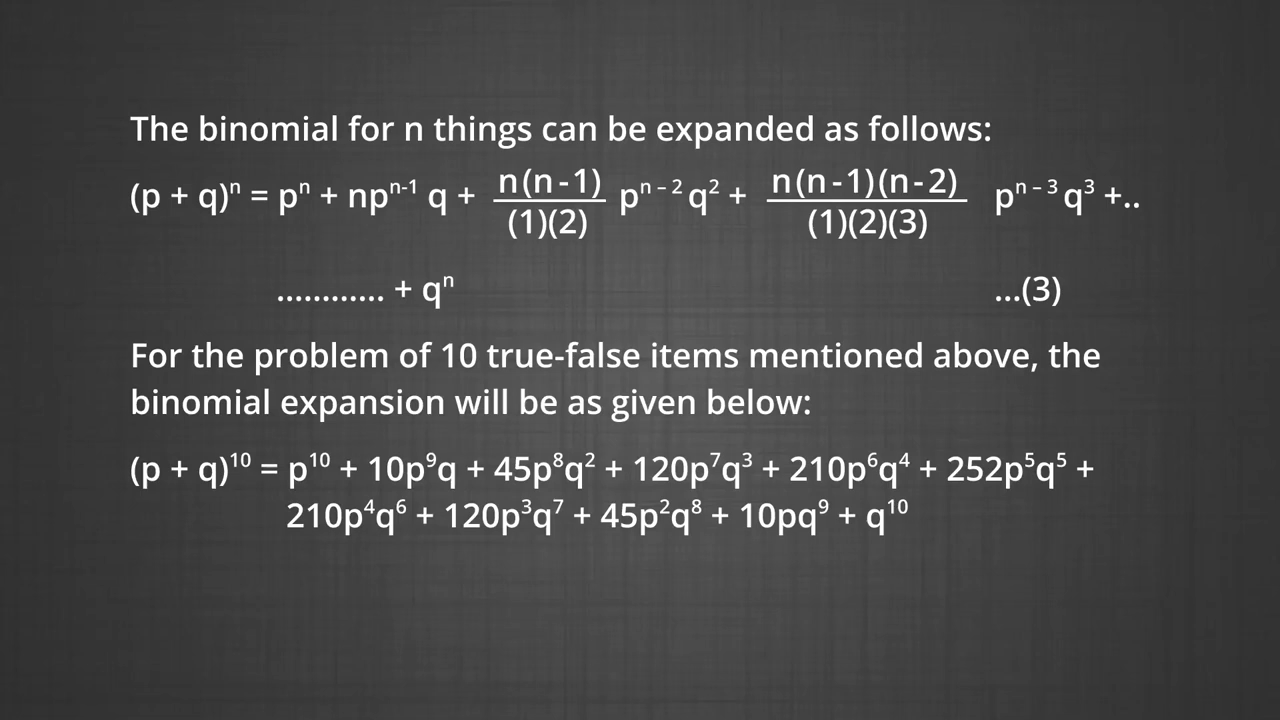 The binomial for n things can be expanded as follows:
(p + q)ⁿ = pⁿ + npⁿ⁻¹ q + n(n-1)/(1)(2) pⁿ⁻² q² + n(n-1)(n-2)/(1)(2)(3) pⁿ⁻³ q³ +..
............ + qⁿ ...(3)
For the problem of 10 true-false items mentioned above, the
binomial expansion will be as given below:
(p + q)¹⁰ = p¹⁰ + 10p⁹q + 45p⁸q² + 120p⁷q³ + 210p⁶q⁴ + 252p⁵q⁵ +
210p⁴q⁶ + 120p³q⁷ + 45p²q⁸ + 10pq⁹ + q¹⁰